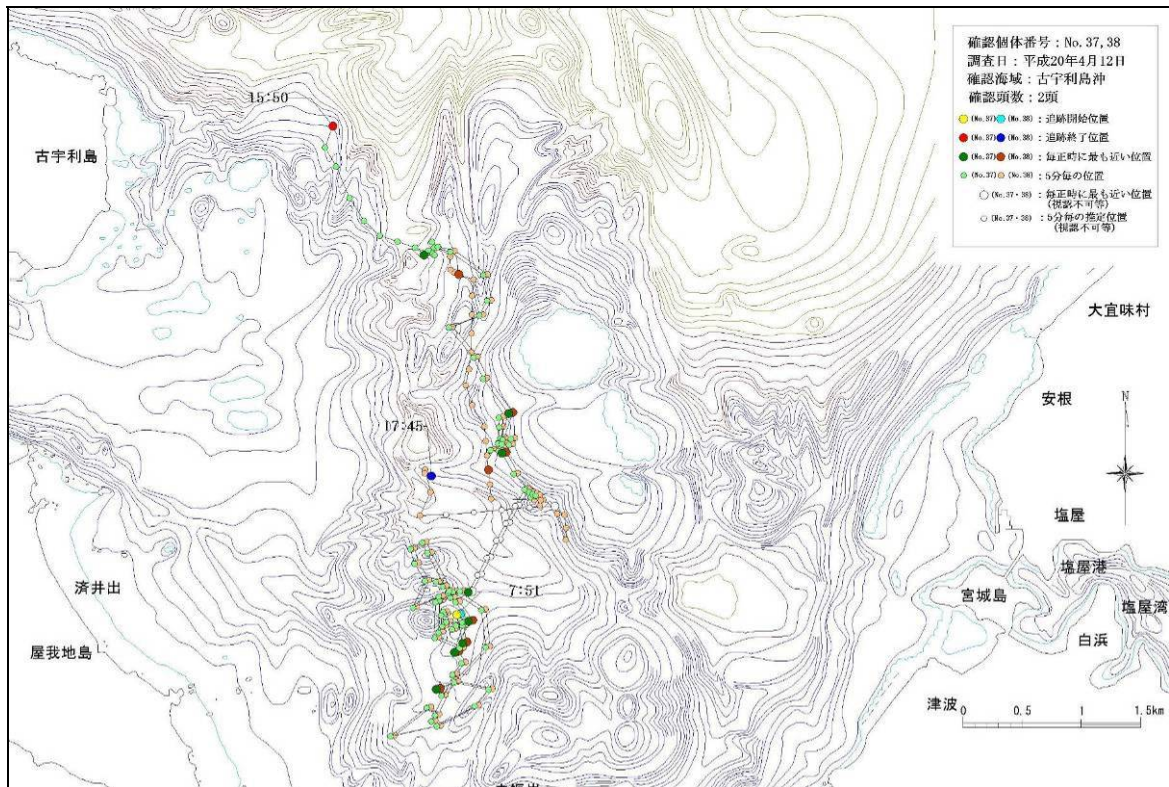 確認個体番号：No.37,38
調査日：平成20年4月12日
確認海域：古宇利島沖
確認頭数：2頭
(No.37) (No.38)：追跡開始位置
(No.37) (No.38)：追跡終了位置
(No.37) (No.38)：毎正時に最も近い位置
(No.37) (No.38)：5分毎の位置
(No.37・38)：毎正時に最も近い位置
(視認不可等)
(No.37・38)：5分毎の推定位置
(視認不可等)
15:50
古宇利島
大宜味村
安根
N
17:45
塩屋
塩屋港
済井出
7:51
宮城島
塩屋湾
白浜
屋我地島
津波
0 0.5 1 1.5km